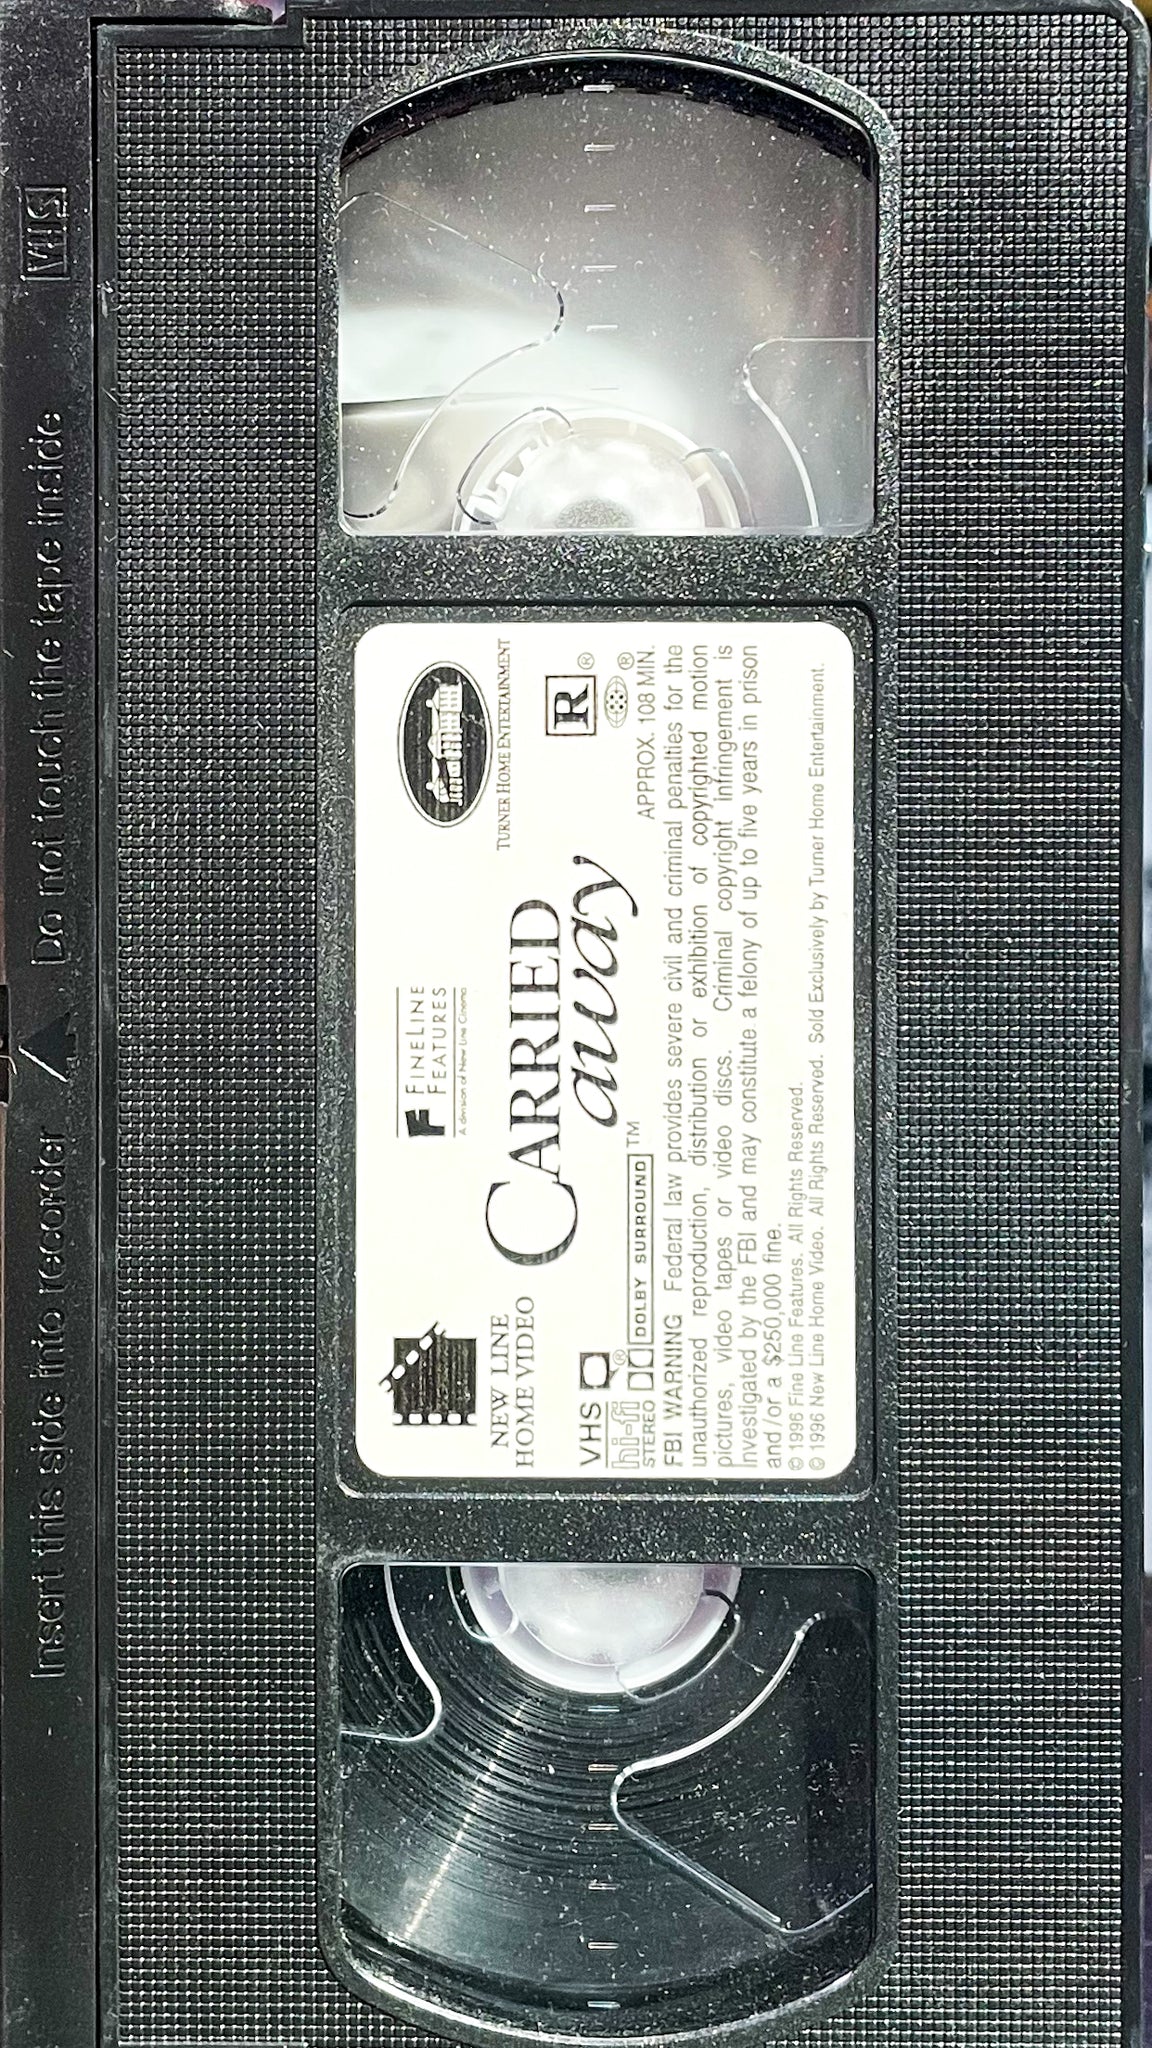 VHS
Insert this side into recorder
Do not touch the tape inside
NEW LINE
HOME VIDEO
F FINELINE
FEATURES
A division of New Line Cinema
TURNER HOME ENTERTAINMENT
CARRIED
away
R ®
®
VHS ®
hi-fi
STEREO
DOLBY SURROUND ™
APPROX. 108 MIN.
FBI WARNING Federal law provides severe civil and criminal penalties for the
unauthorized reproduction, distribution or exhibition of copyrighted motion
pictures, video tapes or video discs. Criminal copyright infringement is
investigated by the FBI and may constitute a felony of up to five years in prison
and/or a $250,000 fine.
© 1996 Fine Line Features. All Rights Reserved.
© 1996 New Line Home Video. All Rights Reserved. Sold Exclusively by Turner Home Entertainment.